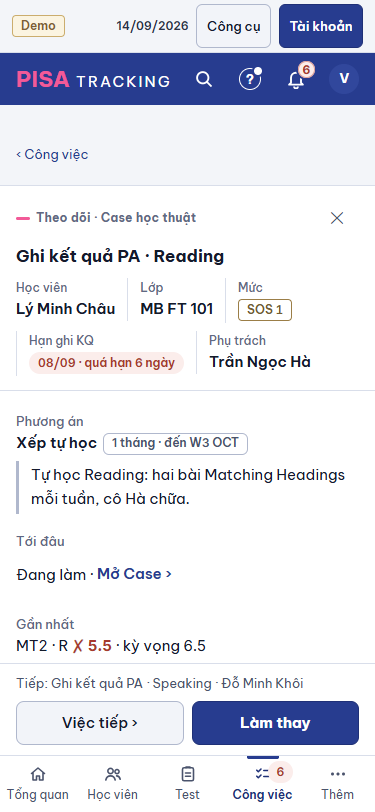 Demo
14/09/2026
Công cụ
Tài khoản
PISA TRACKING
?
6
V
‹ Công việc
Theo dõi · Case học thuật
Ghi kết quả PA · Reading
Học viên
Lớp
Mức
Lý Minh Châu
MB FT 101
SOS 1
Hạn ghi KQ
Phụ trách
08/09 · quá hạn 6 ngày
Trần Ngọc Hà
Phương án
Xếp tự học 1 tháng · đến W3 OCT
Tự học Reading: hai bài Matching Headings
mỗi tuần, cô Hà chữa.
Tới đâu
Đang làm · Mở Case ›
Gần nhất
MT2 · R ✗ 5.5 · kỳ vọng 6.5
Tiếp: Ghi kết quả PA · Speaking · Đỗ Minh Khôi
Việc tiếp ›
Làm thay
6
Tổng quan
Học viên
Test
Công việc
Thêm